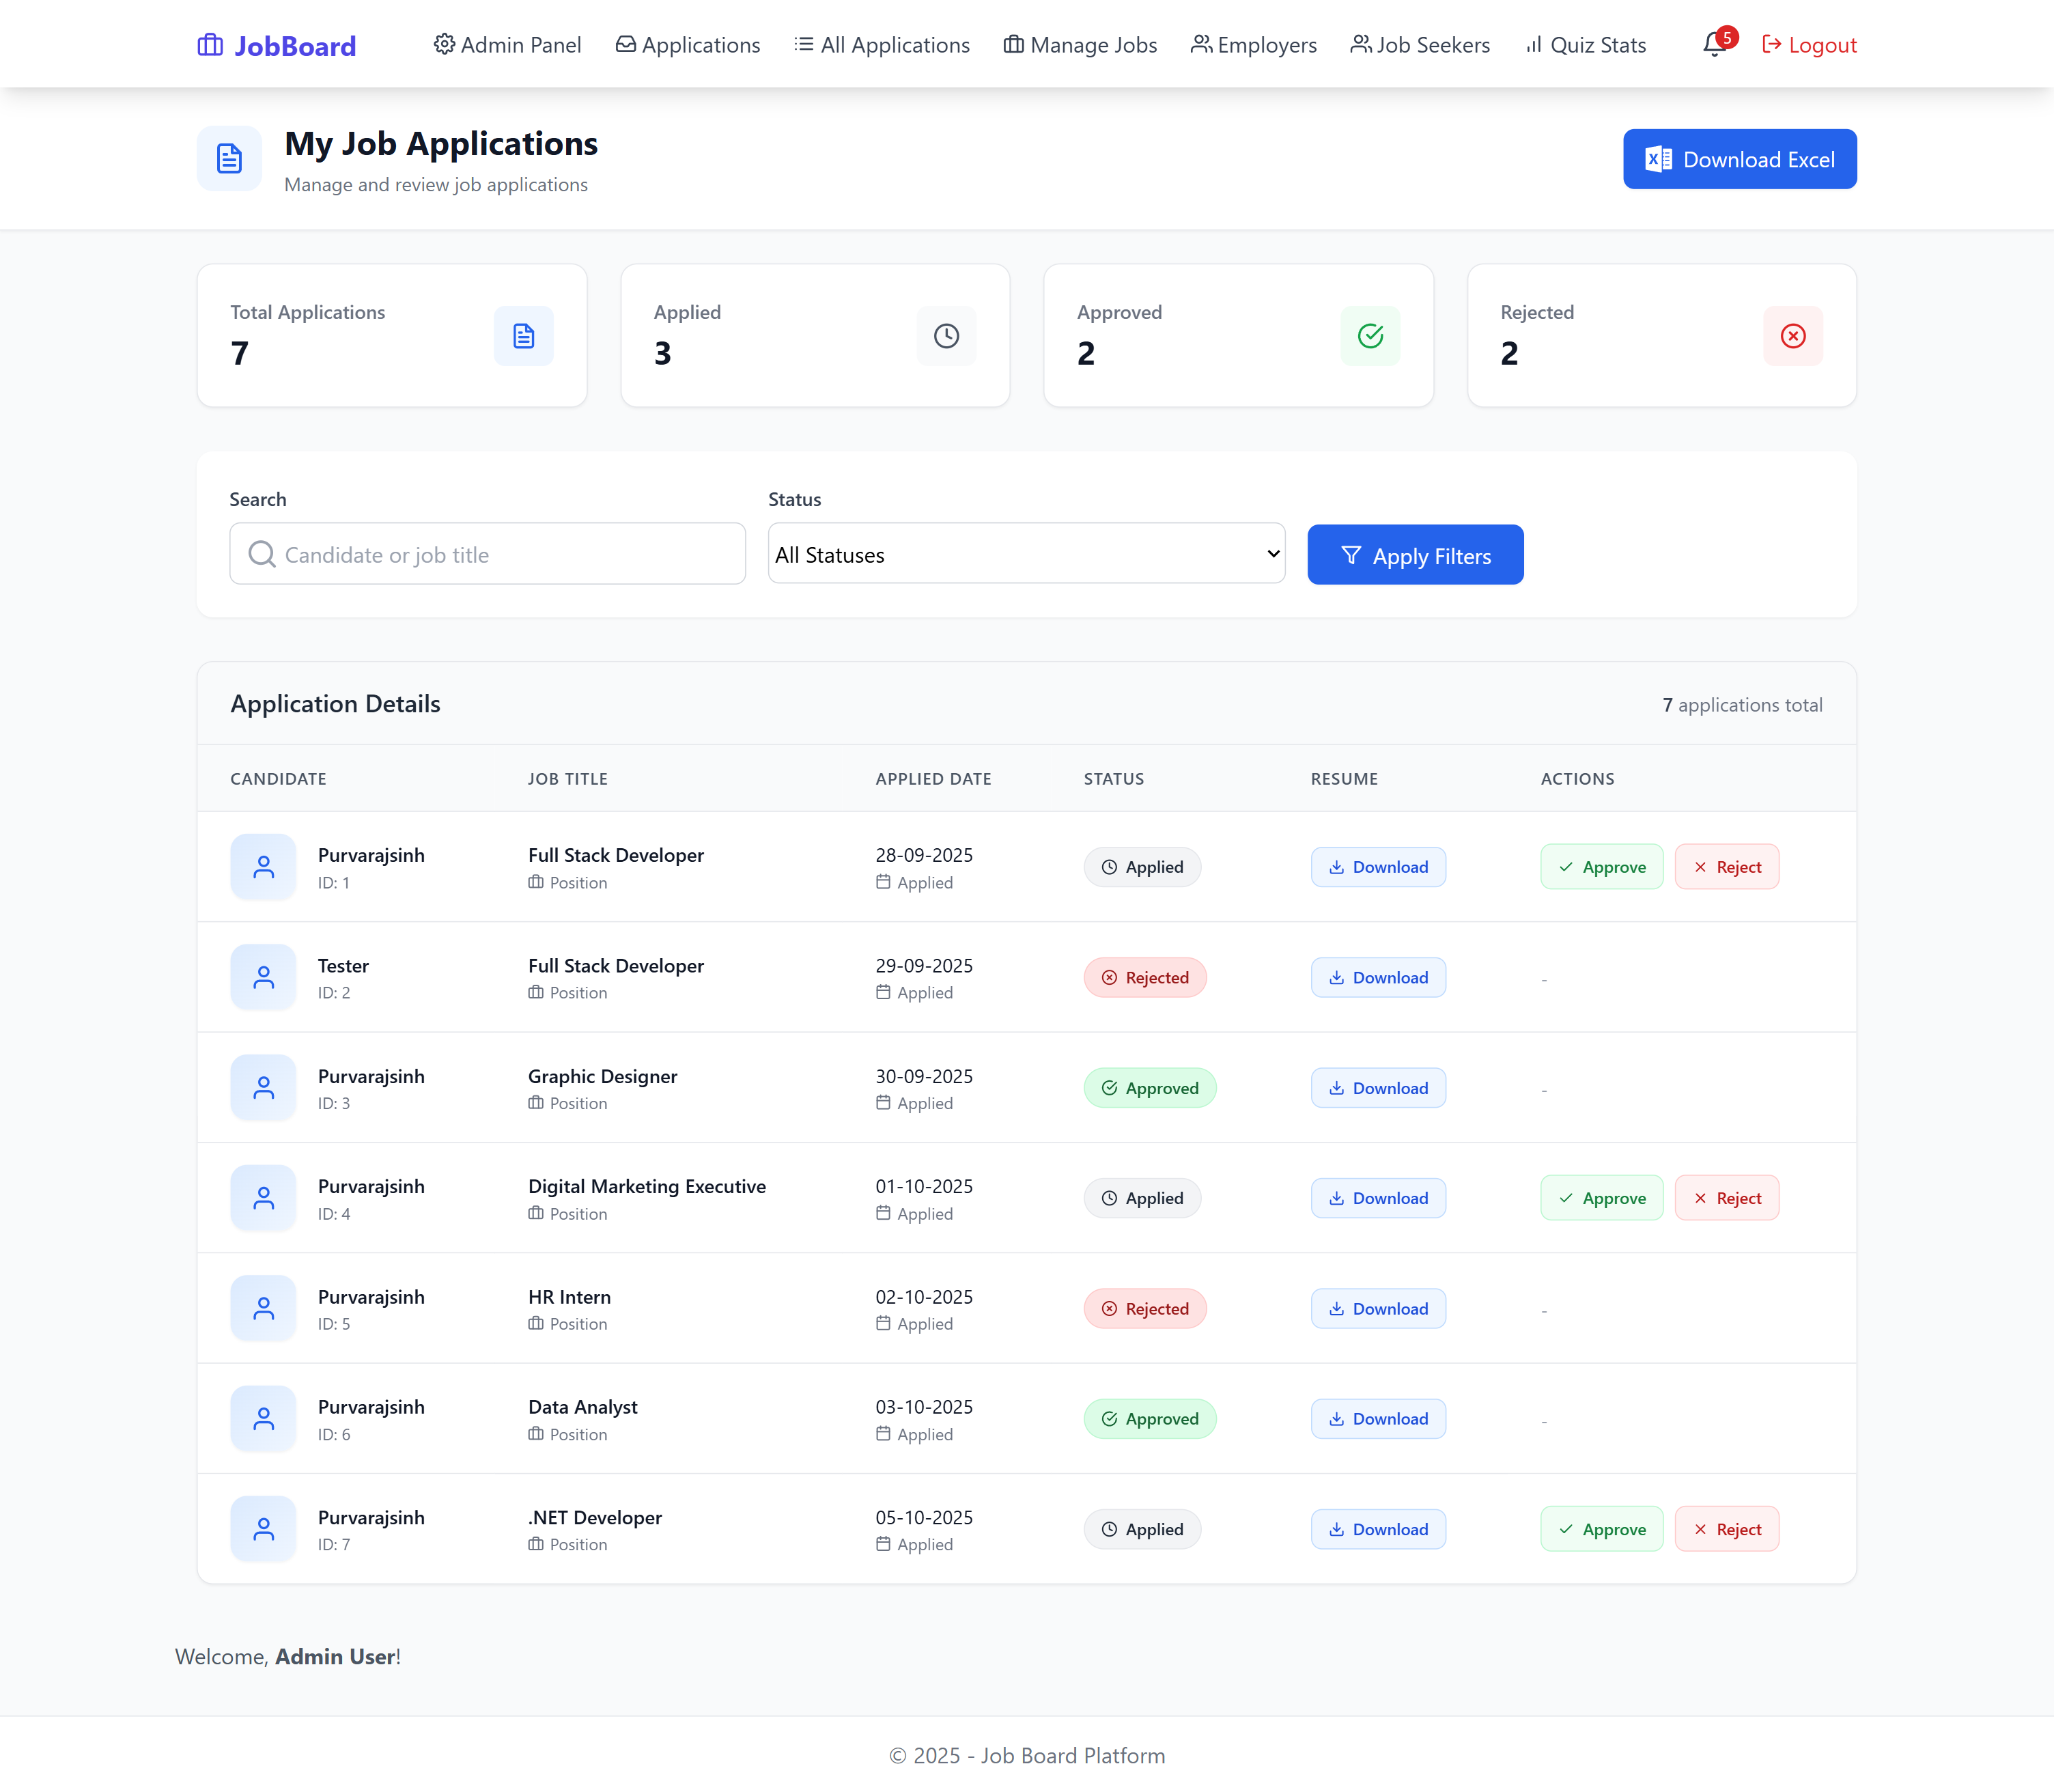 JobBoard Admin Panel Applications All Applications Manage Jobs Employers Job Seekers Quiz Stats 5 Logout
My Job Applications
Manage and review job applications
Download Excel
Total Applications
7
Applied
3
Approved
2
Rejected
2
Search
Candidate or job title
Status
All Statuses
Apply Filters
Application Details
7 applications total
CANDIDATE JOB TITLE APPLIED DATE STATUS RESUME ACTIONS
Purvarajsinh Full Stack Developer 28-09-2025 Applied Download Approve Reject
ID: 1 Position Applied
Tester Full Stack Developer 29-09-2025 Rejected Download -
ID: 2 Position Applied
Purvarajsinh Graphic Designer 30-09-2025 Approved Download -
ID: 3 Position Applied
Purvarajsinh Digital Marketing Executive 01-10-2025 Applied Download Approve Reject
ID: 4 Position Applied
Purvarajsinh HR Intern 02-10-2025 Rejected Download -
ID: 5 Position Applied
Purvarajsinh Data Analyst 03-10-2025 Approved Download -
ID: 6 Position Applied
Purvarajsinh .NET Developer 05-10-2025 Applied Download Approve Reject
ID: 7 Position Applied
Welcome, Admin User!
© 2025 - Job Board Platform